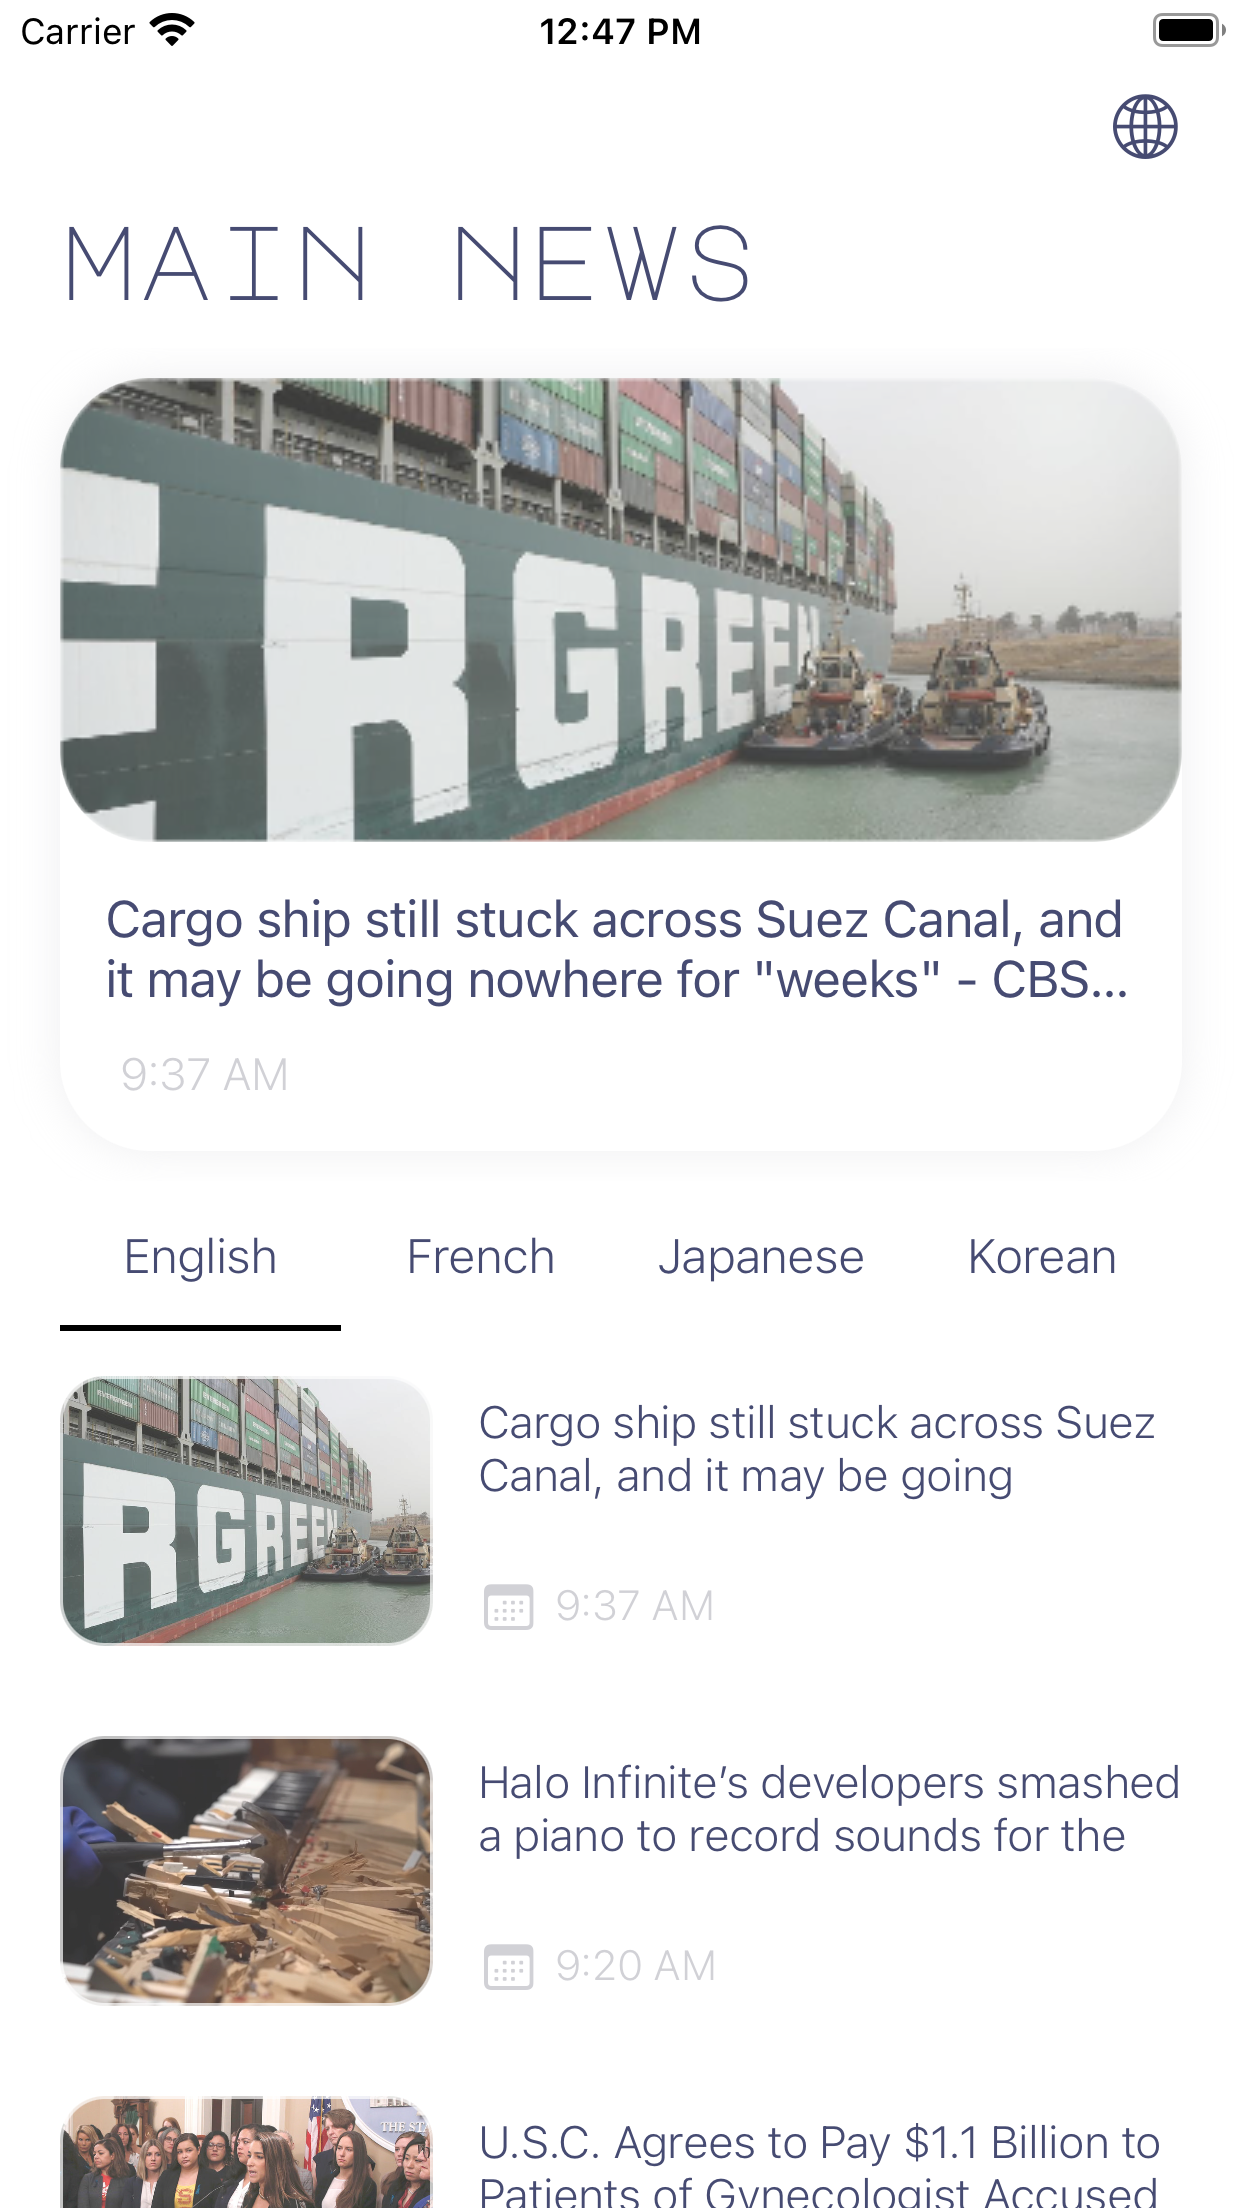 Carrier
12:47 PM
MAIN NEWS
ERGREEN
Cargo ship still stuck across Suez Canal, and
it may be going nowhere for "weeks" - CBS...
9:37 AM
English French Japanese Korean
RGREEN
Cargo ship still stuck across Suez
Canal, and it may be going
9:37 AM
Halo Infinite’s developers smashed
a piano to record sounds for the
9:20 AM
THE STA
U.S.C. Agrees to Pay $1.1 Billion to
Patients of Gynecologist Accused